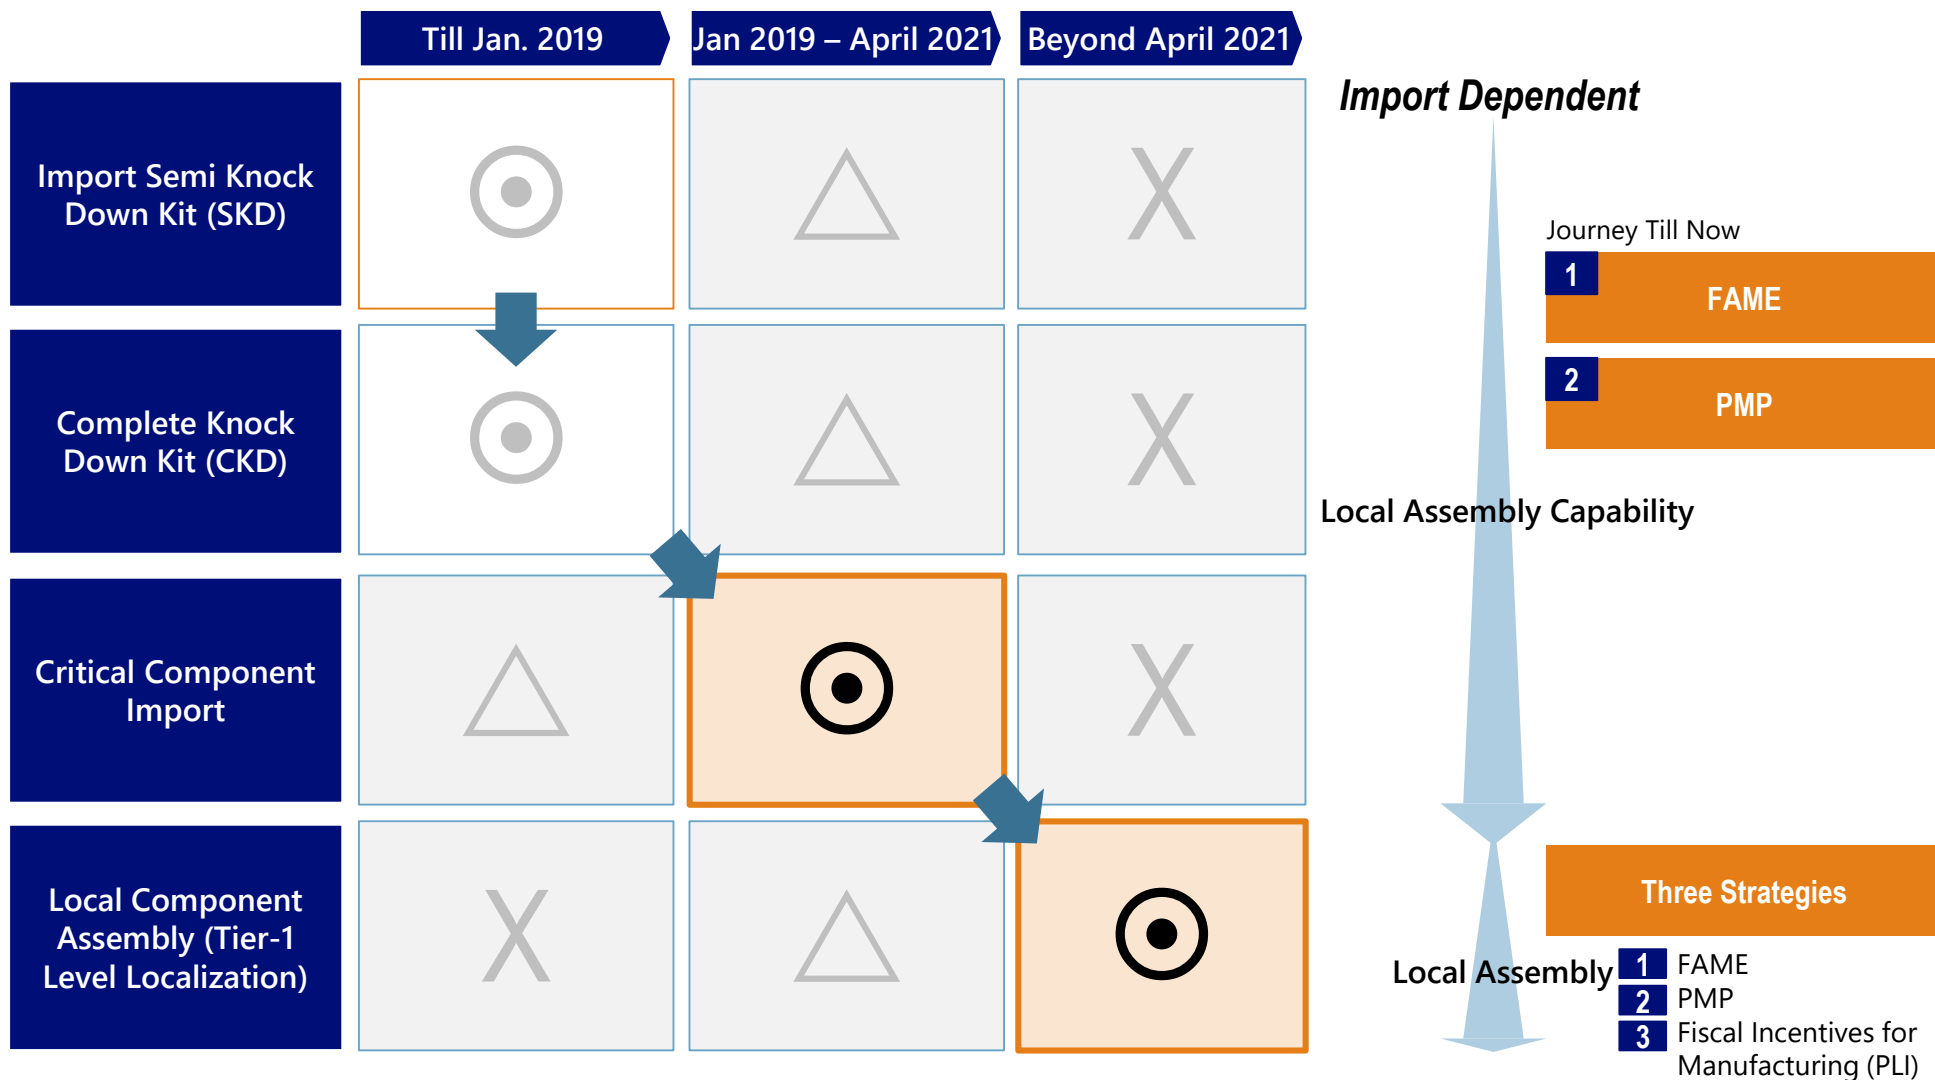 Till Jan. 2019
Jan 2019 – April 2021
Beyond April 2021
Import Dependent
Import Semi Knock
Down Kit (SKD)
X
Journey Till Now
1
FAME
2
PMP
Complete Knock
Down Kit (CKD)
X
Local Assembly Capability
Critical Component
Import
X
Local Component
Assembly (Tier-1
Level Localization)
X
Three Strategies
Local Assembly
1 FAME
2 PMP
3 Fiscal Incentives for
Manufacturing (PLI)